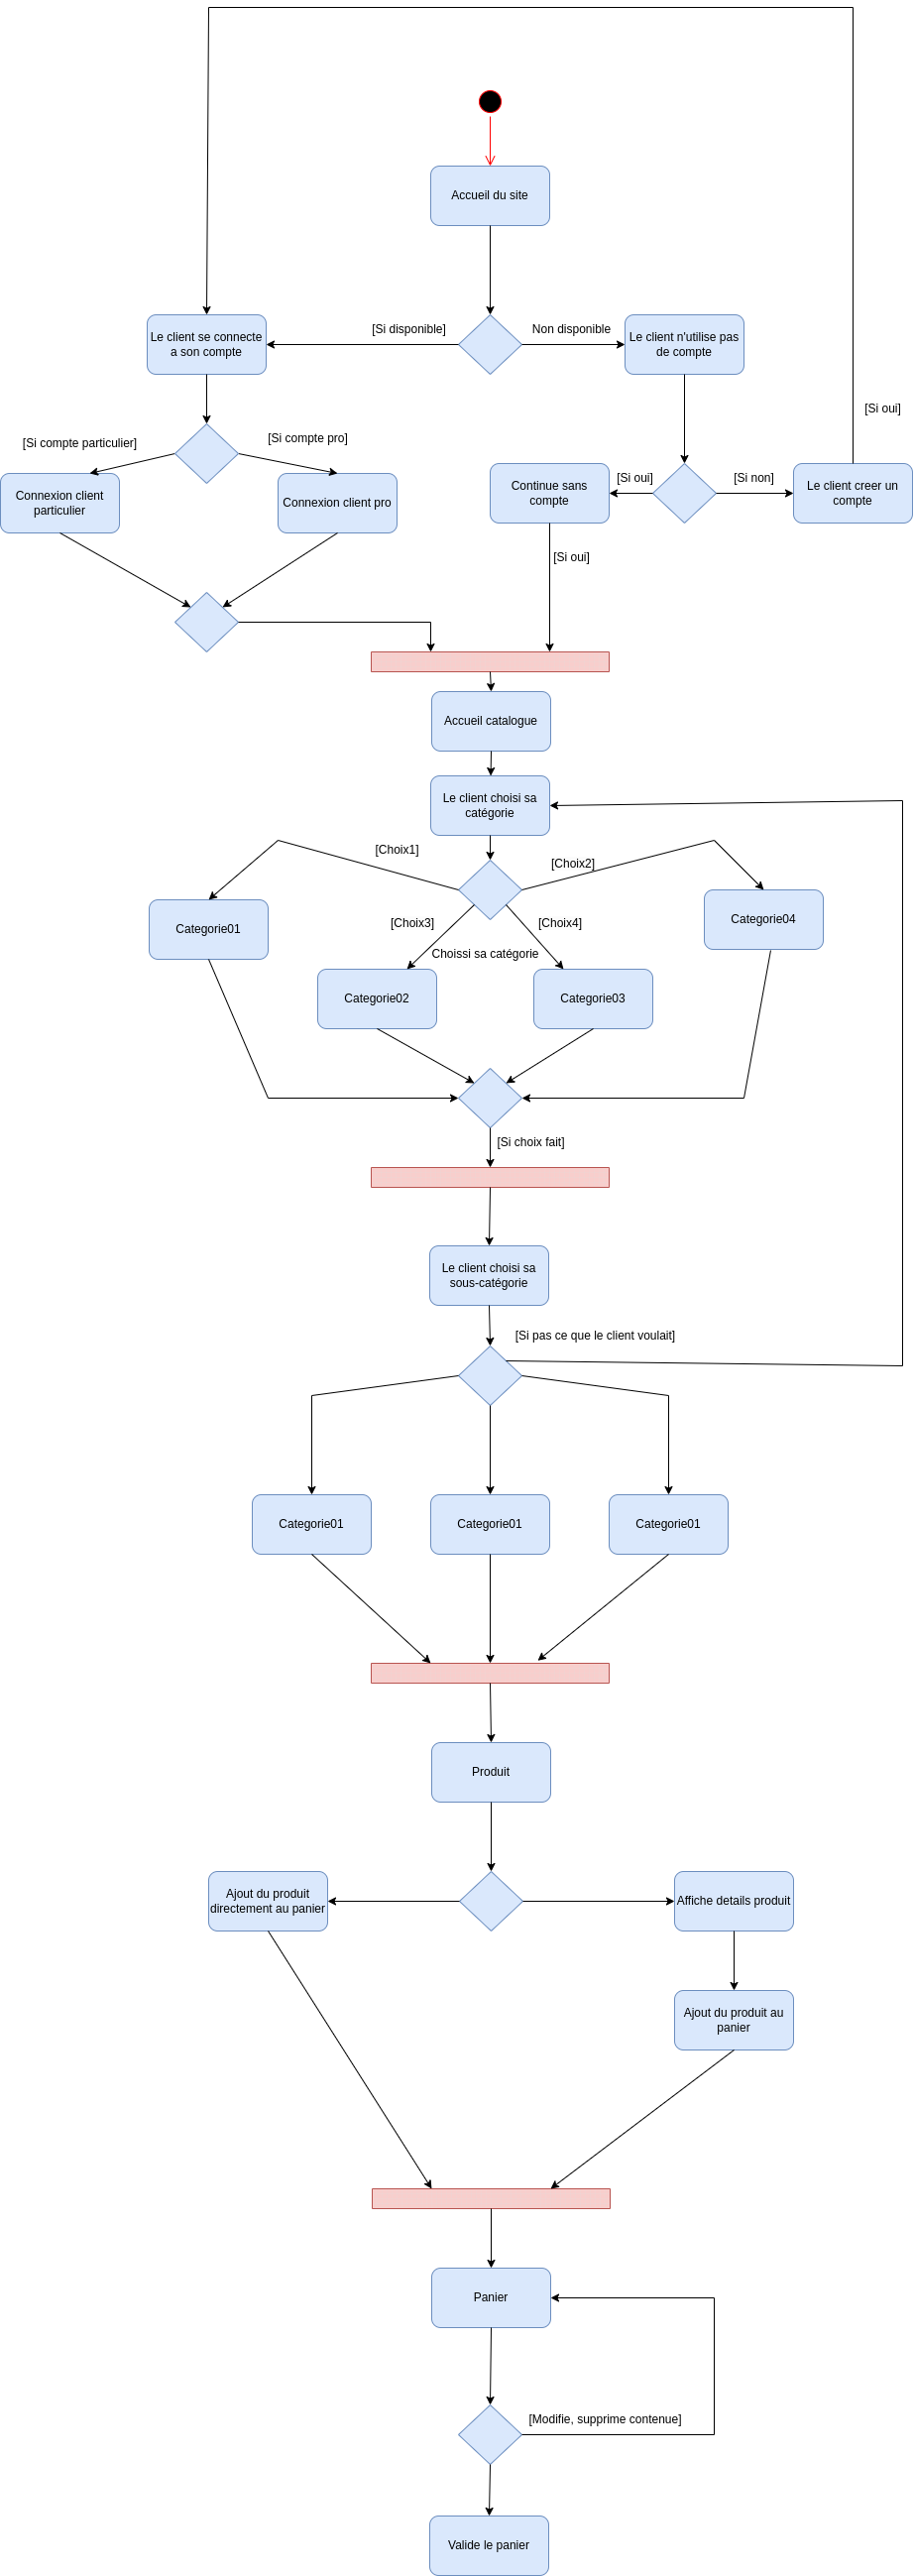 Accueil du site
[Si disponible]
Non disponible
Le client se connecte
a son compte
Le client n'utilise pas
de compte
[Si oui]
[Si compte particulier]
[Si compte pro]
Connexion client
particulier
Connexion client pro
Continue sans
compte
[Si oui]
[Si non]
Le client creer un
compte
[Si oui]
Accueil catalogue
Le client choisi sa
catégorie
[Choix1]
[Choix2]
[Choix3]
[Choix4]
Choissi sa catégorie
Categorie01
Categorie04
Categorie02
Categorie03
[Si choix fait]
Le client choisi sa
sous-catégorie
[Si pas ce que le client voulait]
Categorie01
Categorie01
Categorie01
Produit
Ajout du produit
directement au panier
Affiche details produit
Ajout du produit au
panier
Panier
[Modifie, supprime contenue]
Valide le panier